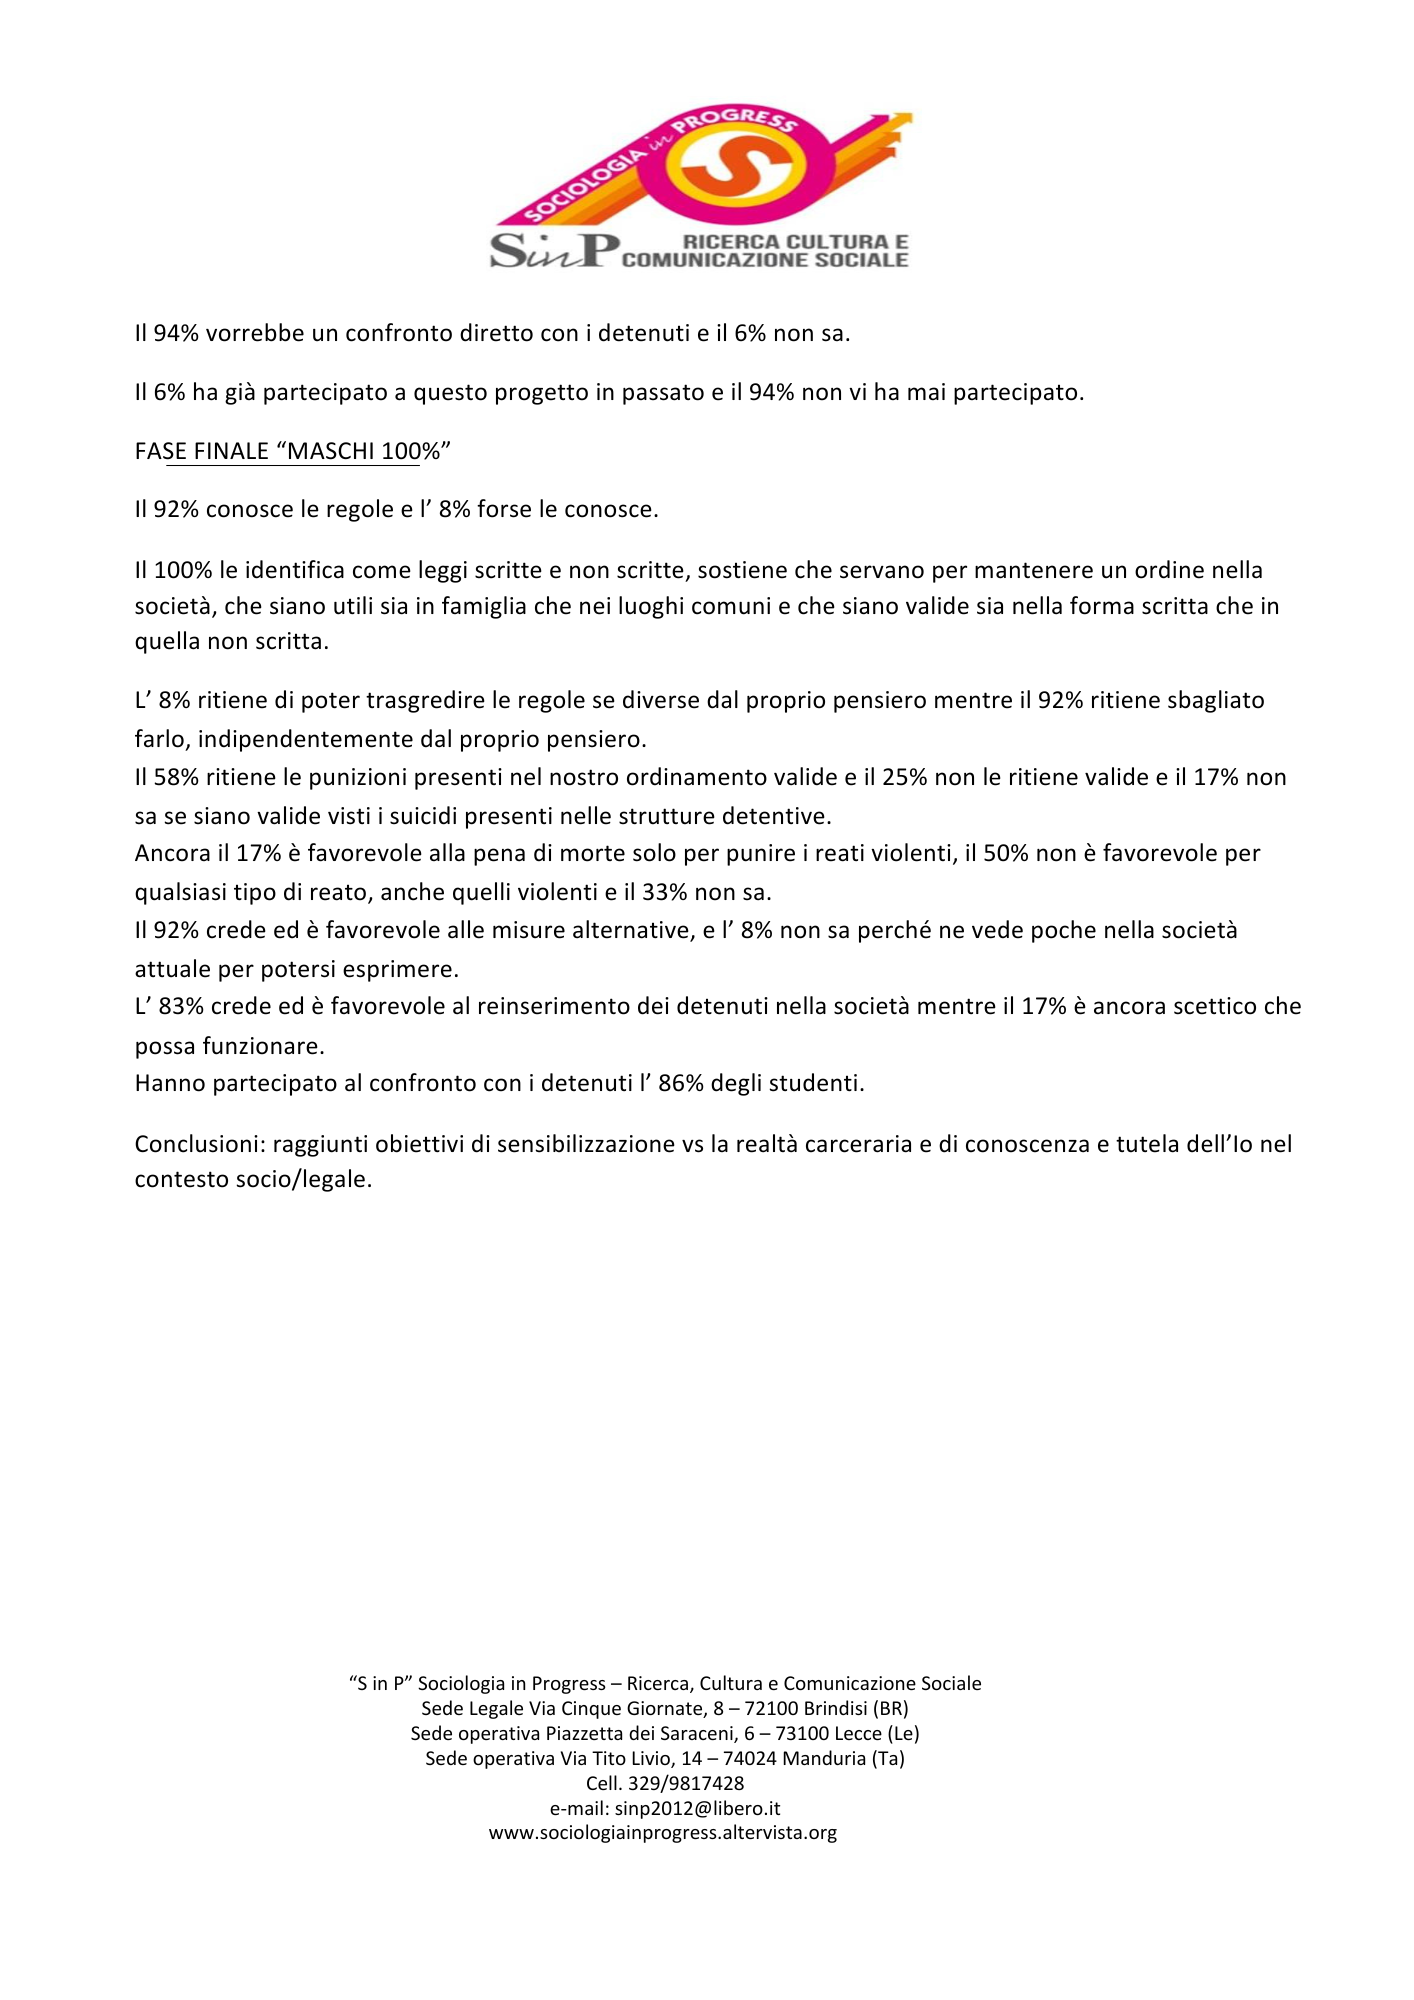 SOCIOLOGIA in PROGRESS
S
SinP RICERCA CULTURA E
COMUNICAZIONE SOCIALE
Il 94% vorrebbe un confronto diretto con i detenuti e il 6% non sa.
Il 6% ha già partecipato a questo progetto in passato e il 94% non vi ha mai partecipato.
FASE FINALE “MASCHI 100%”
Il 92% conosce le regole e l’ 8% forse le conosce.
Il 100% le identifica come leggi scritte e non scritte, sostiene che servano per mantenere un ordine nella
società, che siano utili sia in famiglia che nei luoghi comuni e che siano valide sia nella forma scritta che in
quella non scritta.
L’ 8% ritiene di poter trasgredire le regole se diverse dal proprio pensiero mentre il 92% ritiene sbagliato
farlo, indipendentemente dal proprio pensiero.
Il 58% ritiene le punizioni presenti nel nostro ordinamento valide e il 25% non le ritiene valide e il 17% non
sa se siano valide visti i suicidi presenti nelle strutture detentive.
Ancora il 17% è favorevole alla pena di morte solo per punire i reati violenti, il 50% non è favorevole per
qualsiasi tipo di reato, anche quelli violenti e il 33% non sa.
Il 92% crede ed è favorevole alle misure alternative, e l’ 8% non sa perché ne vede poche nella società
attuale per potersi esprimere.
L’ 83% crede ed è favorevole al reinserimento dei detenuti nella società mentre il 17% è ancora scettico che
possa funzionare.
Hanno partecipato al confronto con i detenuti l’ 86% degli studenti.
Conclusioni: raggiunti obiettivi di sensibilizzazione vs la realtà carceraria e di conoscenza e tutela dell’Io nel
contesto socio/legale.
“S in P” Sociologia in Progress – Ricerca, Cultura e Comunicazione Sociale
Sede Legale Via Cinque Giornate, 8 – 72100 Brindisi (BR)
Sede operativa Piazzetta dei Saraceni, 6 – 73100 Lecce (Le)
Sede operativa Via Tito Livio, 14 – 74024 Manduria (Ta)
Cell. 329/9817428
e-mail: sinp2012@libero.it
www.sociologiainprogress.altervista.org